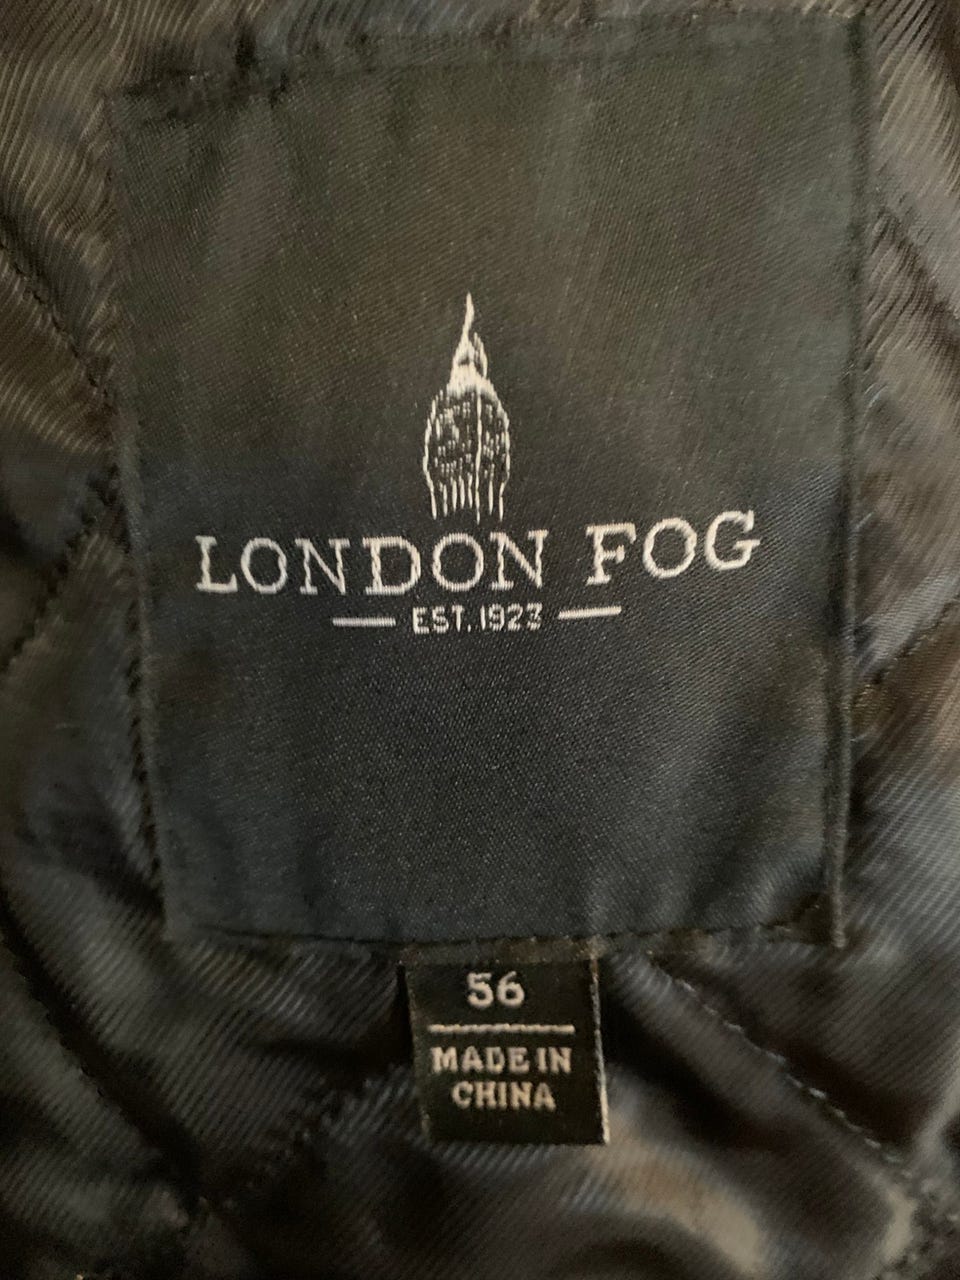 LONDON FOG
EST. 1923
56
MADE IN
CHINA